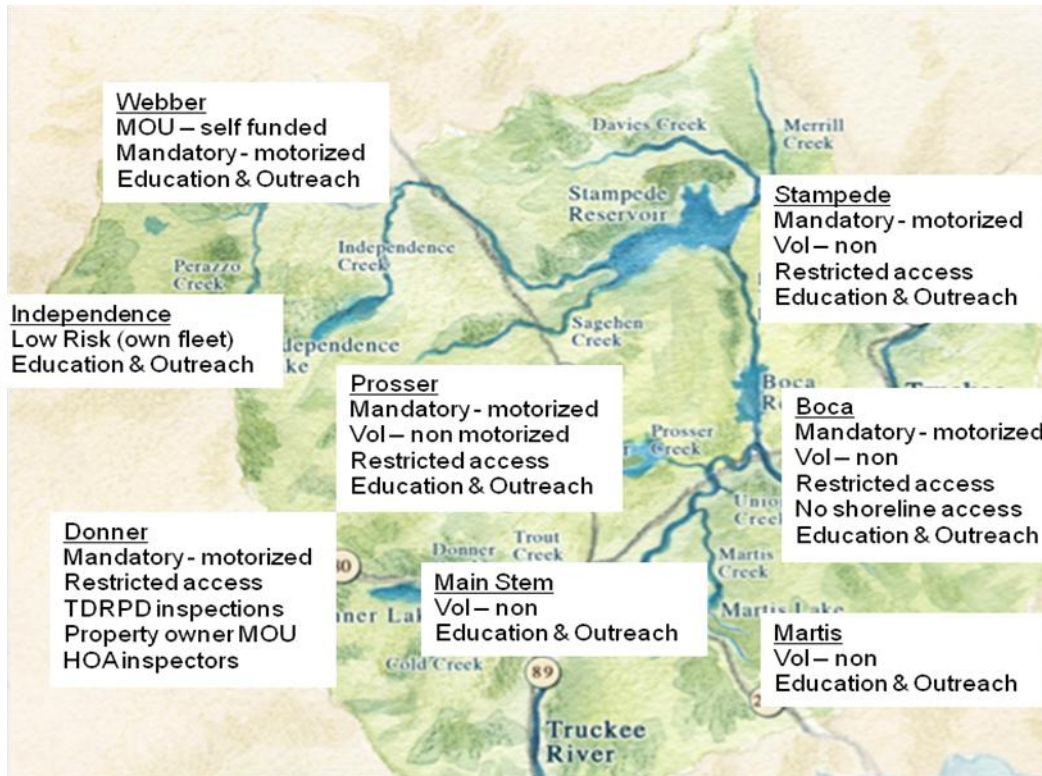 Webber
MOU – self funded
Mandatory - motorized
Education & Outreach
Davies Creek
Merrill
Creek
Stampede
Reservoir
Stampede
Mandatory - motorized
Vol – non
Restricted access
Education & Outreach
Independence
Creek
Perazzo
Creek
Independence
Low Risk (own fleet)
Education & Outreach
Sagehen
Creek
Prosser
Mandatory - motorized
Vol – non motorized
Restricted access
Education & Outreach
Boca
Prosser
Creek
Boca
Mandatory - motorized
Vol – non
Restricted access
No shoreline access
Education & Outreach
Union
Creek
Donner
Mandatory - motorized
Restricted access
TDRPD inspections
Property owner MOU
HOA inspectors
Donner
Trout
Creek
Main Stem
Vol – non
Education & Outreach
Martis
Creek
Martis Lake
Cold Creek
Martis
Vol – non
Education & Outreach
89
Truckee
River